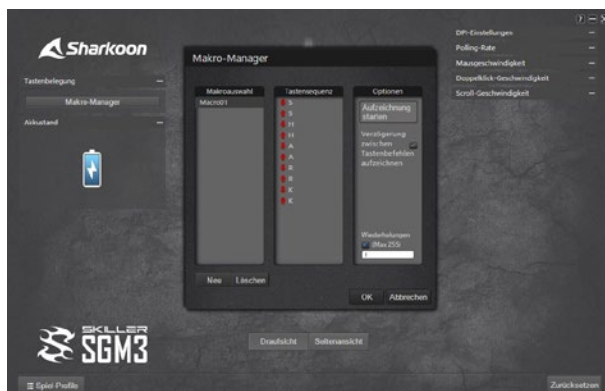 Sharkoon
Tastenbelegung
Makro-Manager
Akkustand
Makro-Manager
Makroauswahl
Macro01
Tastensequenz
S
S
H
H
A
A
R
R
K
K
Optionen
Aufzeichnung
starten
Verzögerung
zwischen
Tastenbefehlen
aufzeichnen
Wiederholungen
(Max 255)
1
Neu Löschen
OK Abbrechen
DPI-Einstellungen
Polling-Rate
Mausgeschwindigkeit
Doppelklick-Geschwindigkeit
Scroll-Geschwindigkeit
Draufsicht Seitenansicht
SKILLER
SGM3
Spiel Profile
Zurücksetzen